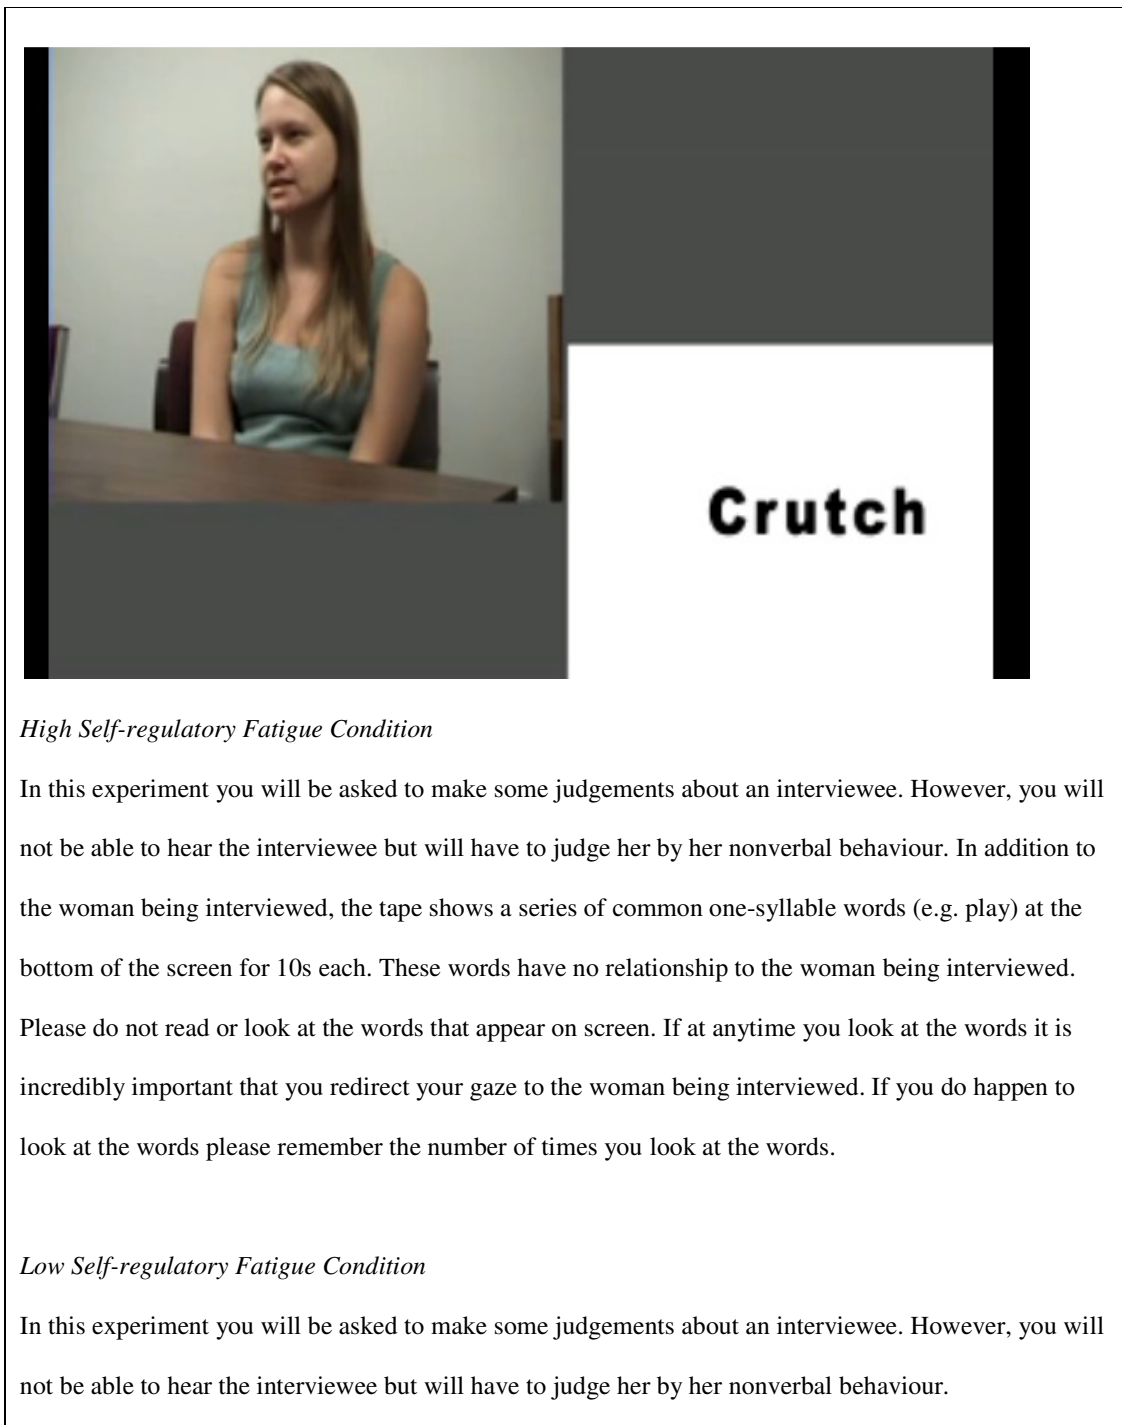 Crutch
High Self-regulatory Fatigue Condition
In this experiment you will be asked to make some judgements about an interviewee. However, you will
not be able to hear the interviewee but will have to judge her by her nonverbal behaviour. In addition to
the woman being interviewed, the tape shows a series of common one-syllable words (e.g. play) at the
bottom of the screen for 10s each. These words have no relationship to the woman being interviewed.
Please do not read or look at the words that appear on screen. If at anytime you look at the words it is
incredibly important that you redirect your gaze to the woman being interviewed. If you do happen to
look at the words please remember the number of times you look at the words.
Low Self-regulatory Fatigue Condition
In this experiment you will be asked to make some judgements about an interviewee. However, you will
not be able to hear the interviewee but will have to judge her by her nonverbal behaviour.